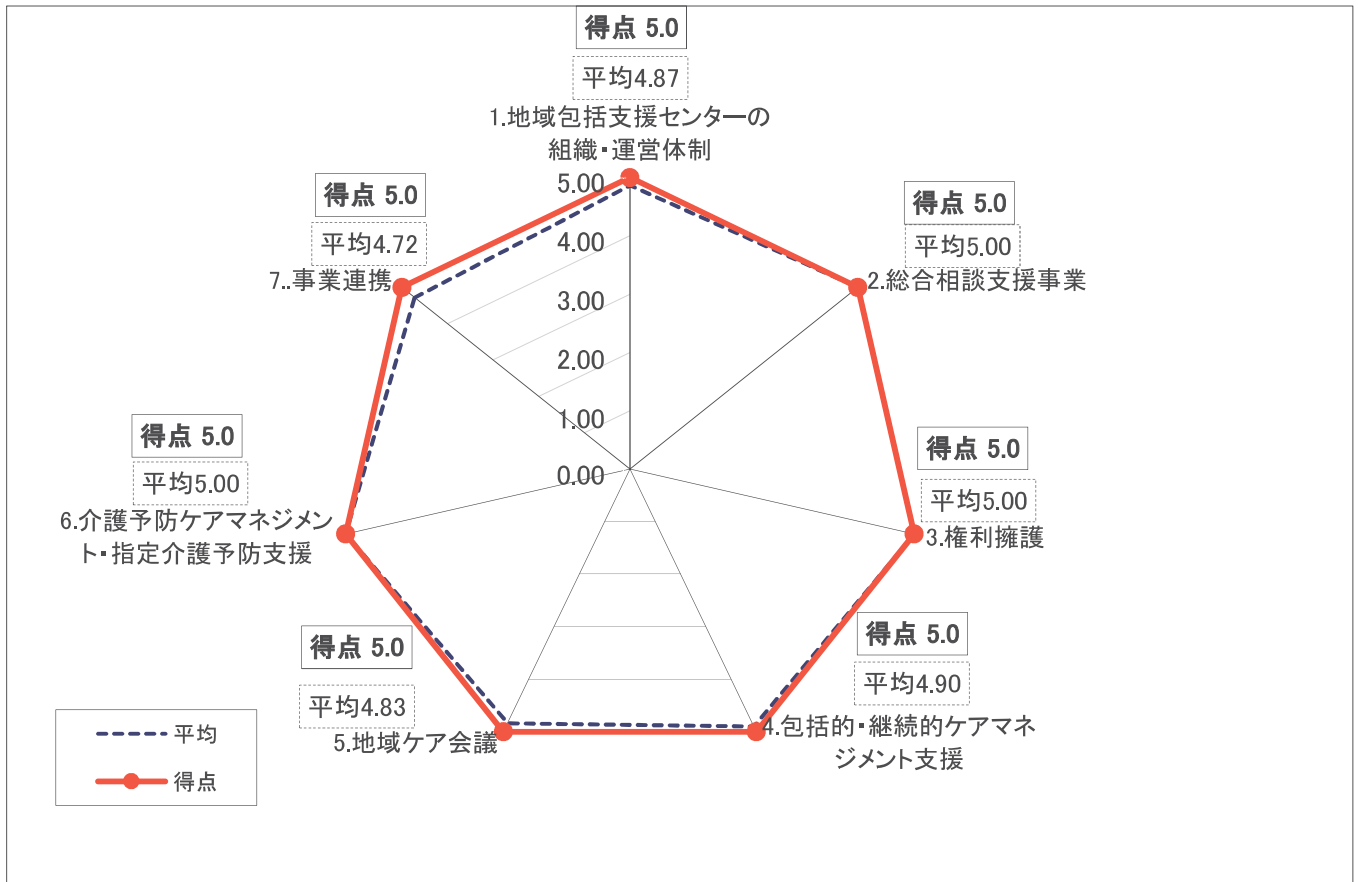 得点 5.0
平均4.87
1.地域包括支援センターの
組織・運営体制
得点 5.0
平均5.00
2.総合相談支援事業
得点 5.0
平均5.00
3.権利擁護
得点 5.0
平均4.90
4.包括的・継続的ケアマネ
ジメント支援
得点 5.0
平均4.83
5.地域ケア会議
得点 5.0
平均5.00
6.介護予防ケアマネジメン
ト・指定介護予防支援
得点 5.0
平均4.72
7..事業連携
5.00
4.00
3.00
2.00
1.00
0.00
平均
得点